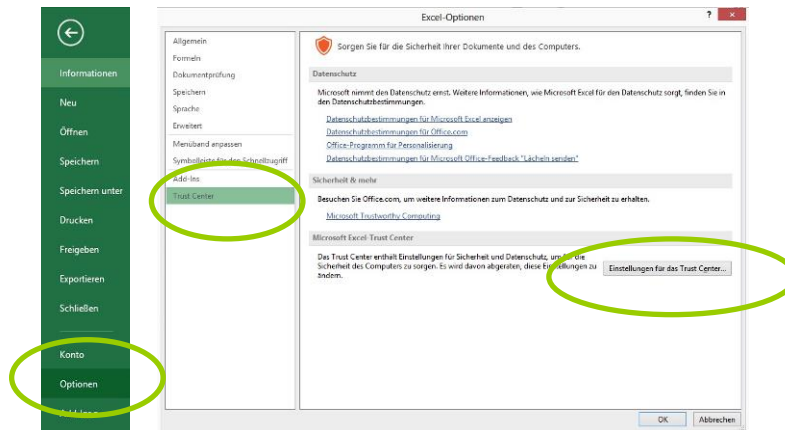 Informationen
Neu
Öffnen
Speichern
Speichern unter
Drucken
Freigeben
Exportieren
Schließen
Konto
Optionen
Excel-Optionen
?
Allgemein
Formeln
Dokumentprüfung
Speichern
Sprache
Erweitert
Menüband anpassen
Symbolleiste für den Schnellzugriff
Add-Ins
Trust Center
Sorgen Sie für die Sicherheit Ihrer Dokumente und des Computers.
Datenschutz
Microsoft nimmt den Datenschutz ernst. Weitere Informationen, wie Microsoft Excel für den Datenschutz sorgt, finden Sie in
den Datenschutzbestimmungen.
Datenschutzbestimmungen für Microsoft Excel anzeigen
Datenschutzbestimmungen für Office.com
Office-Programm für Personalisierung
Datenschutzbestimmungen für Microsoft Office-Feedback "Lächeln senden"
Sicherheit & mehr
Besuchen Sie Office.com, um weitere Informationen zum Datenschutz und zur Sicherheit zu erhalten.
Microsoft Trustworthy Computing
Microsoft Excel-Trust Center
Das Trust Center enthält Einstellungen für Sicherheit und Datenschutz, um für die
Sicherheit des Computers zu sorgen. Es wird davon abgeraten, diese Einstellungen zu
ändern.
Einstellungen für das Trust Center...
OK
Abbrechen